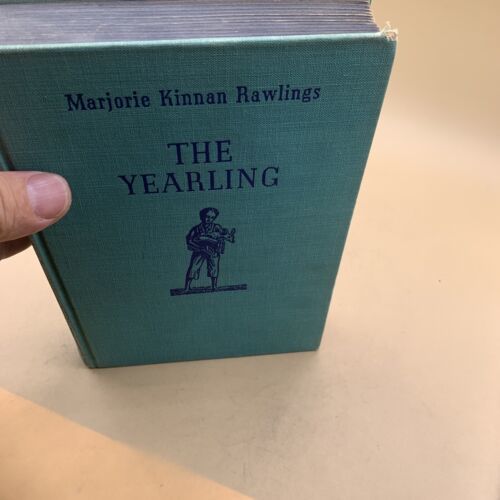 Marjorie Kinnan Rawlings
THE
YEARLING